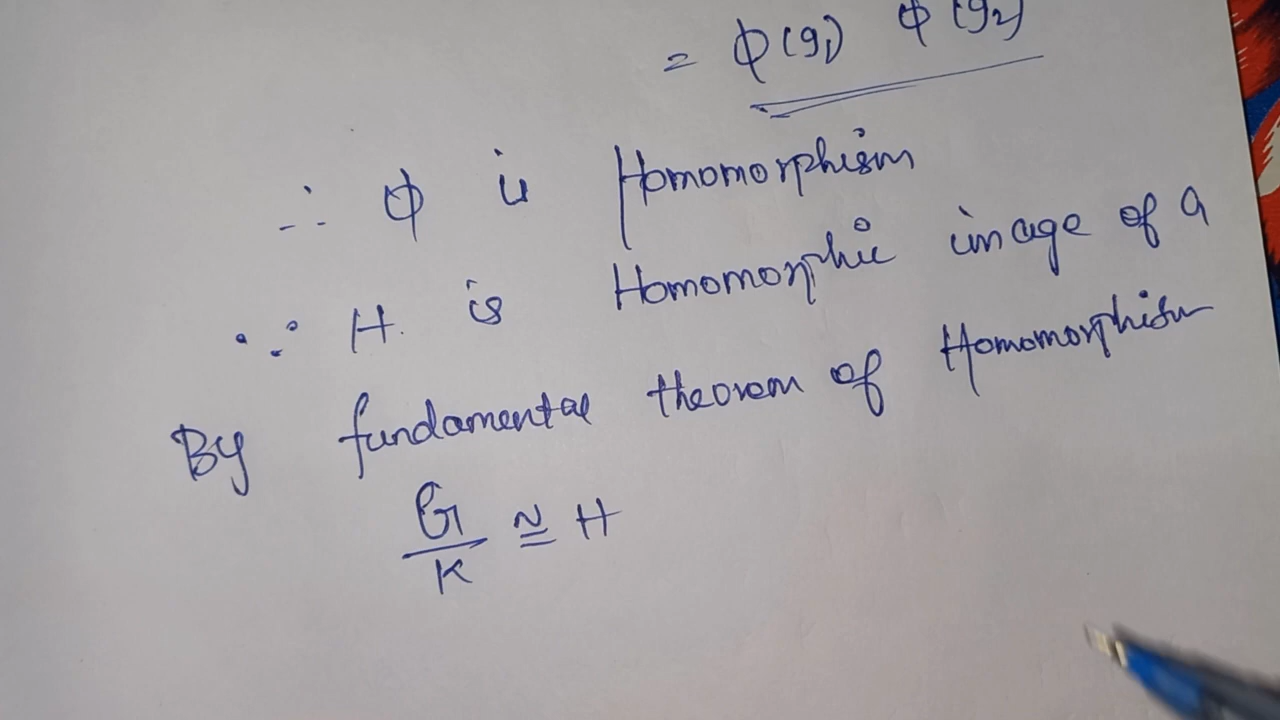 = ϕ(g₁) ϕ(g₂)
∴ ϕ is Homomorphism
∵ H is Homomorphic image of G
By fundamental theorem of Homomorphism
G/K ≅ H